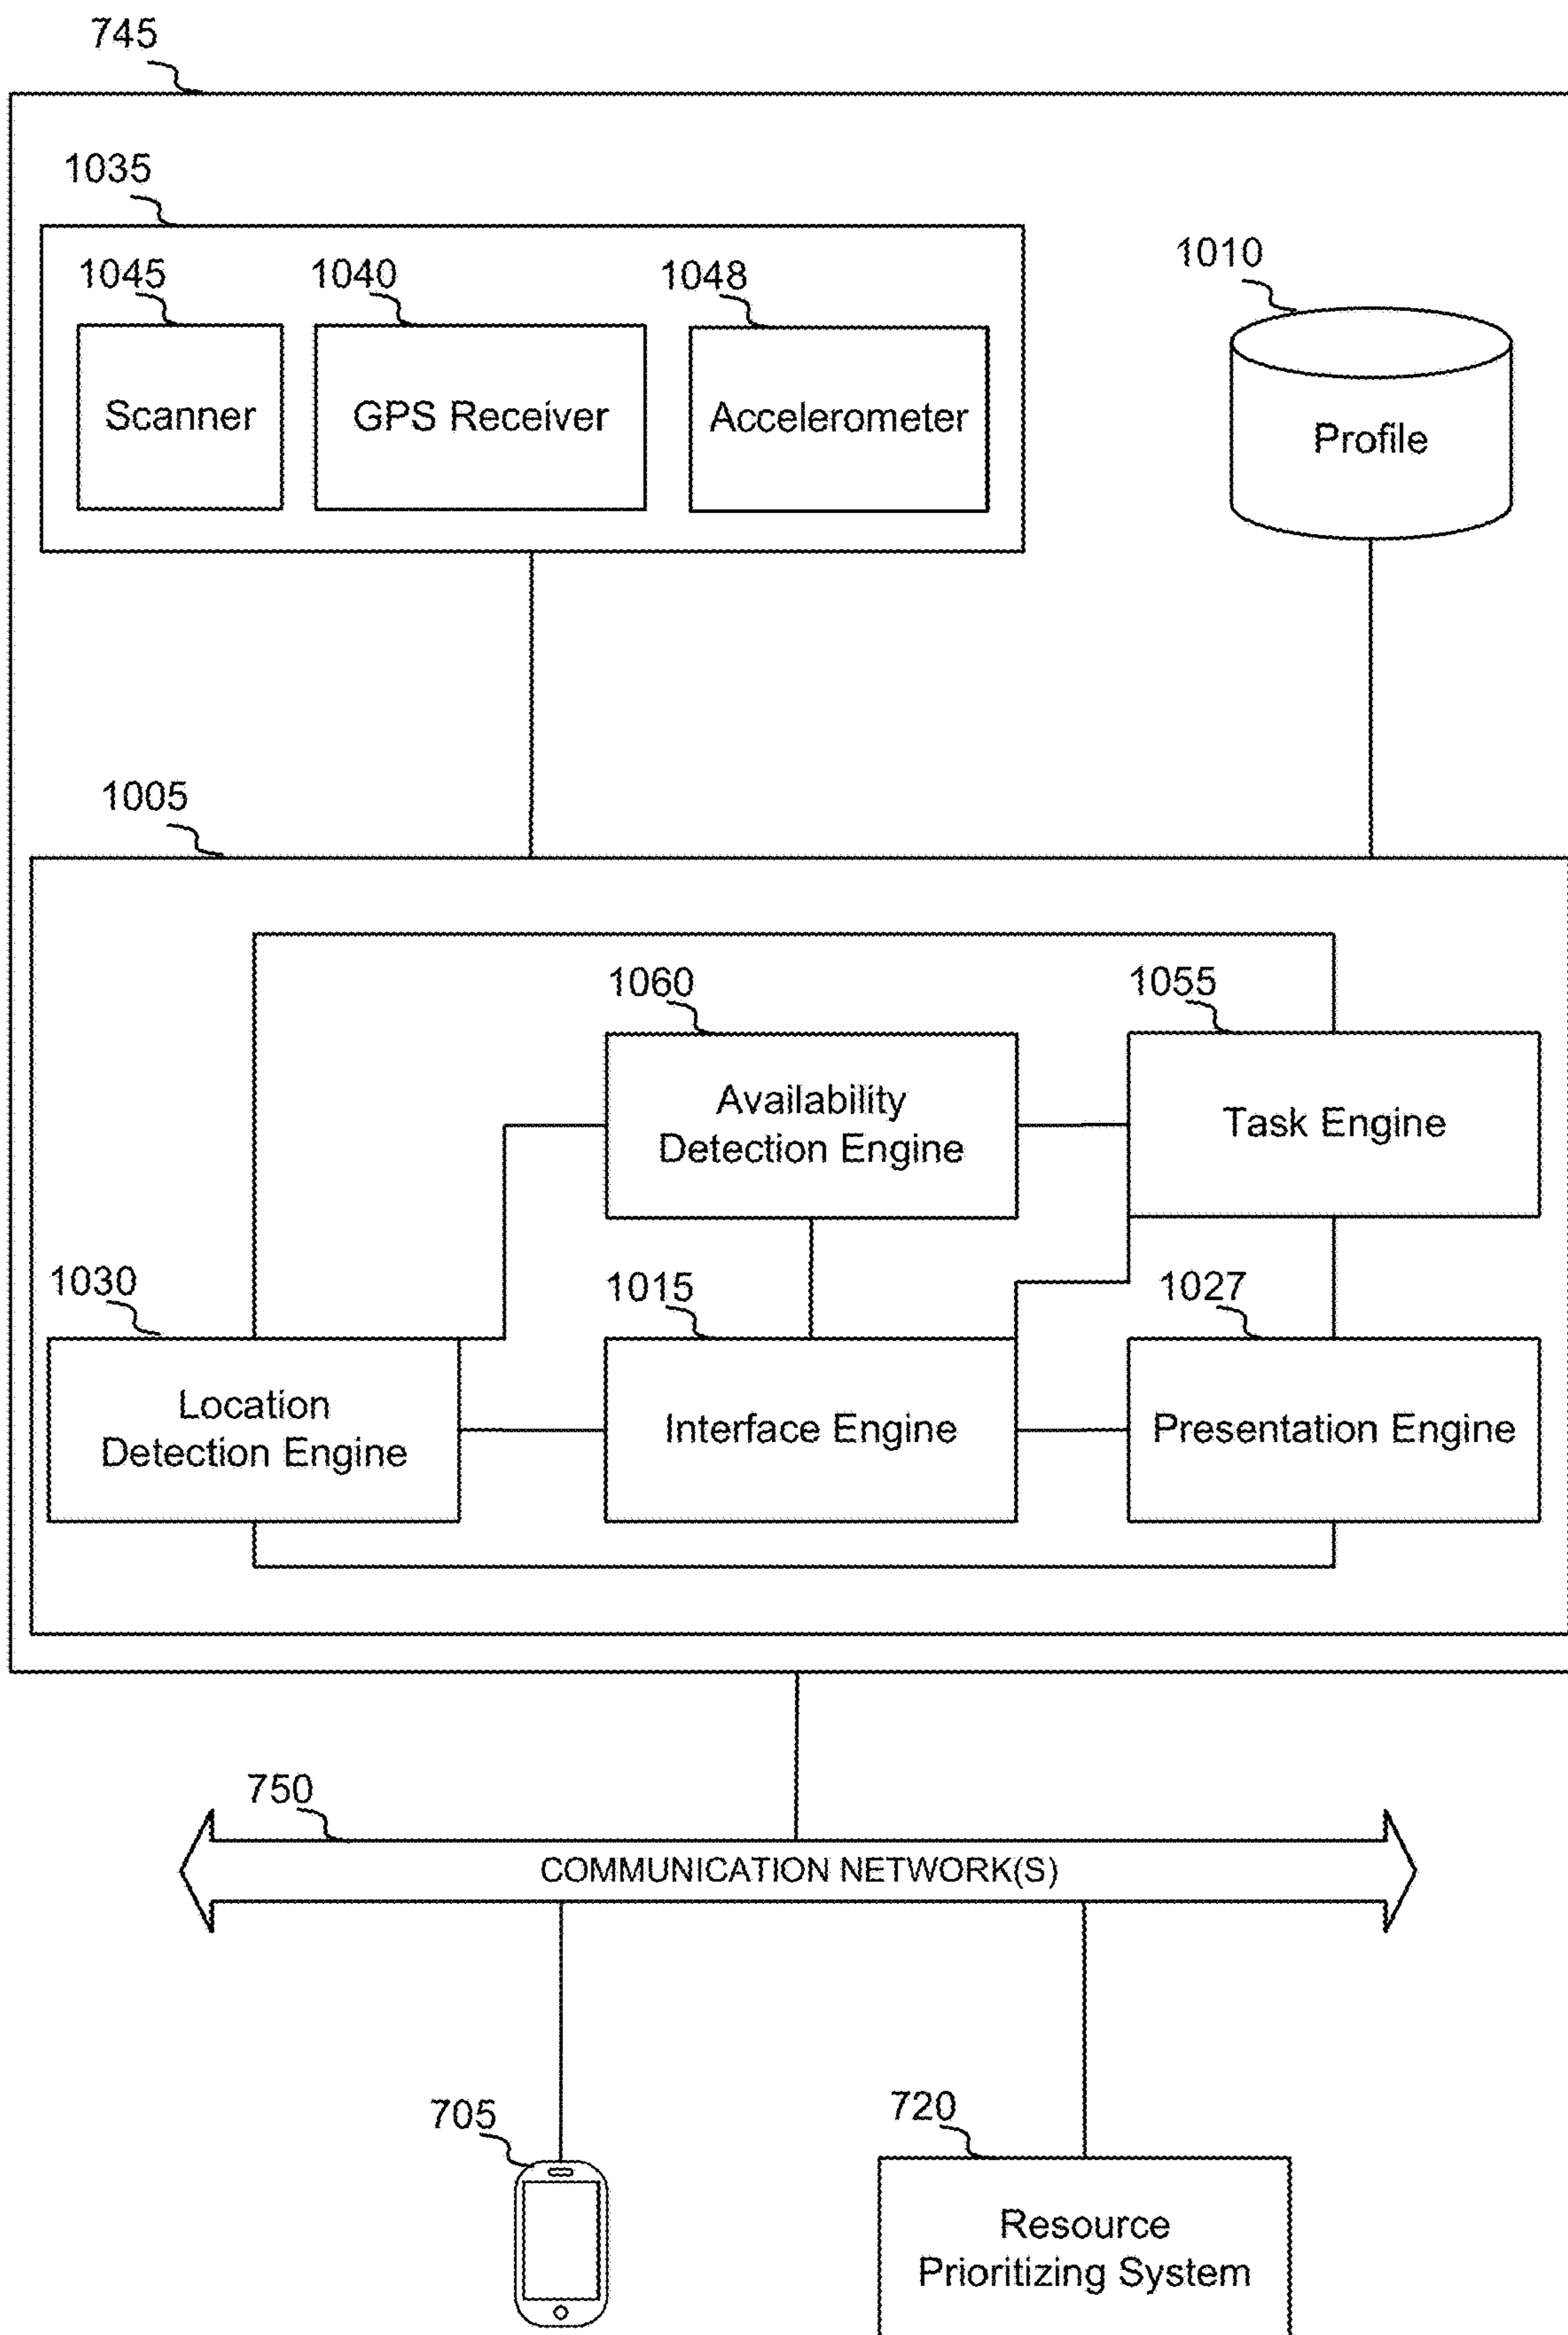 745
1035
1045
1040
1048
1010
Scanner
GPS Receiver
Accelerometer
Profile
1005
1060
1055
Availability
Detection Engine
Task Engine
1030
1015
1027
Location
Detection Engine
Interface Engine
Presentation Engine
750
COMMUNICATION NETWORK(S)
705
720
Resource
Prioritizing System